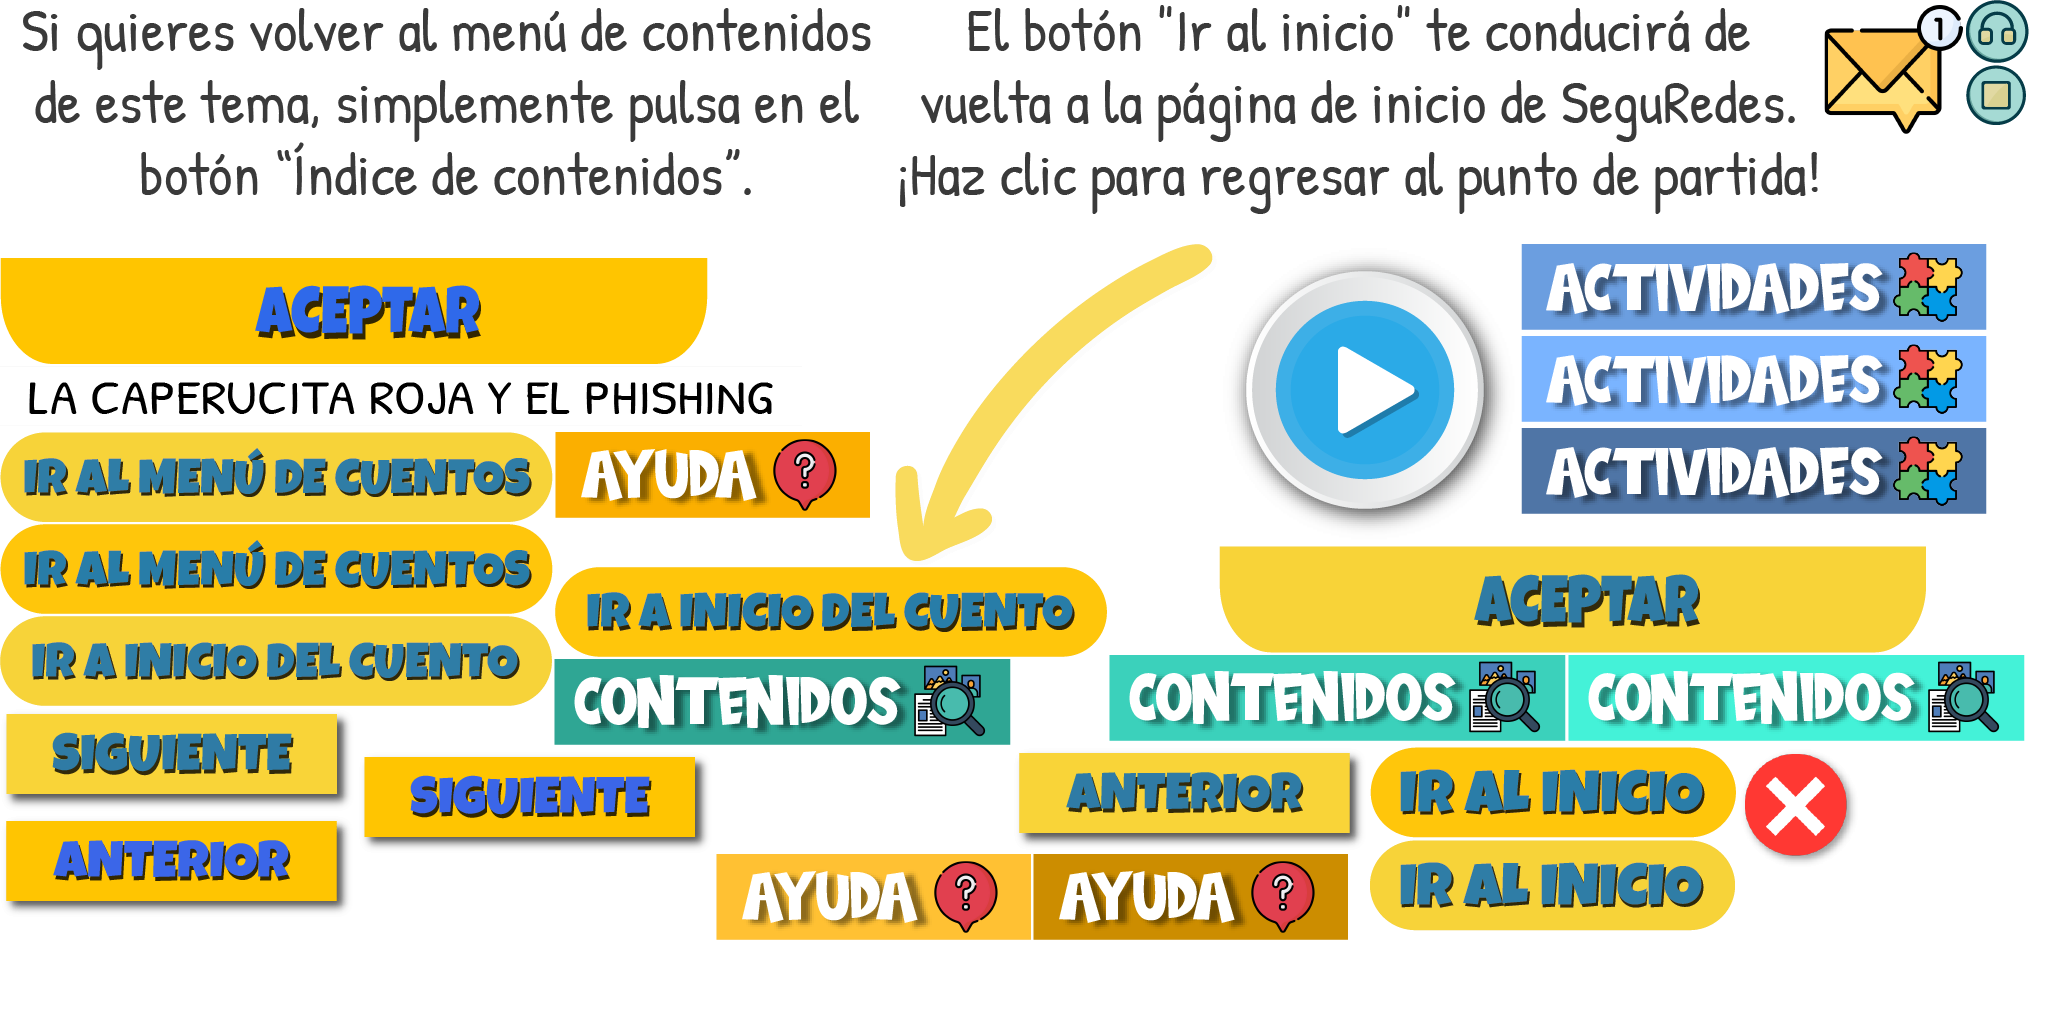 Si quieres volver al menú de contenidos
de este tema, simplemente pulsa en el
botón “Índice de contenidos”.
El botón "Ir al inicio" te conducirá de
vuelta a la página de inicio de SeguRedes.
¡Haz clic para regresar al punto de partida!
1
ACEPTAR
ACTIVIDADES
ACTIVIDADES
ACTIVIDADES
LA CAPERUCITA ROJA Y EL PHISHING
IR AL MENÚ DE CUENTOS
AYUDA ?
IR AL MENÚ DE CUENTOS
IR A INICIO DEL CUENTO
ACEPTAR
IR A INICIO DEL CUENTO
CONTENIDOS
CONTENIDOS
CONTENIDOS
SIGUIENTE
SIGUIENTE
ANTERIOR
IR AL INICIO
ANTERIOR
AYUDA ?
AYUDA ?
IR AL INICIO